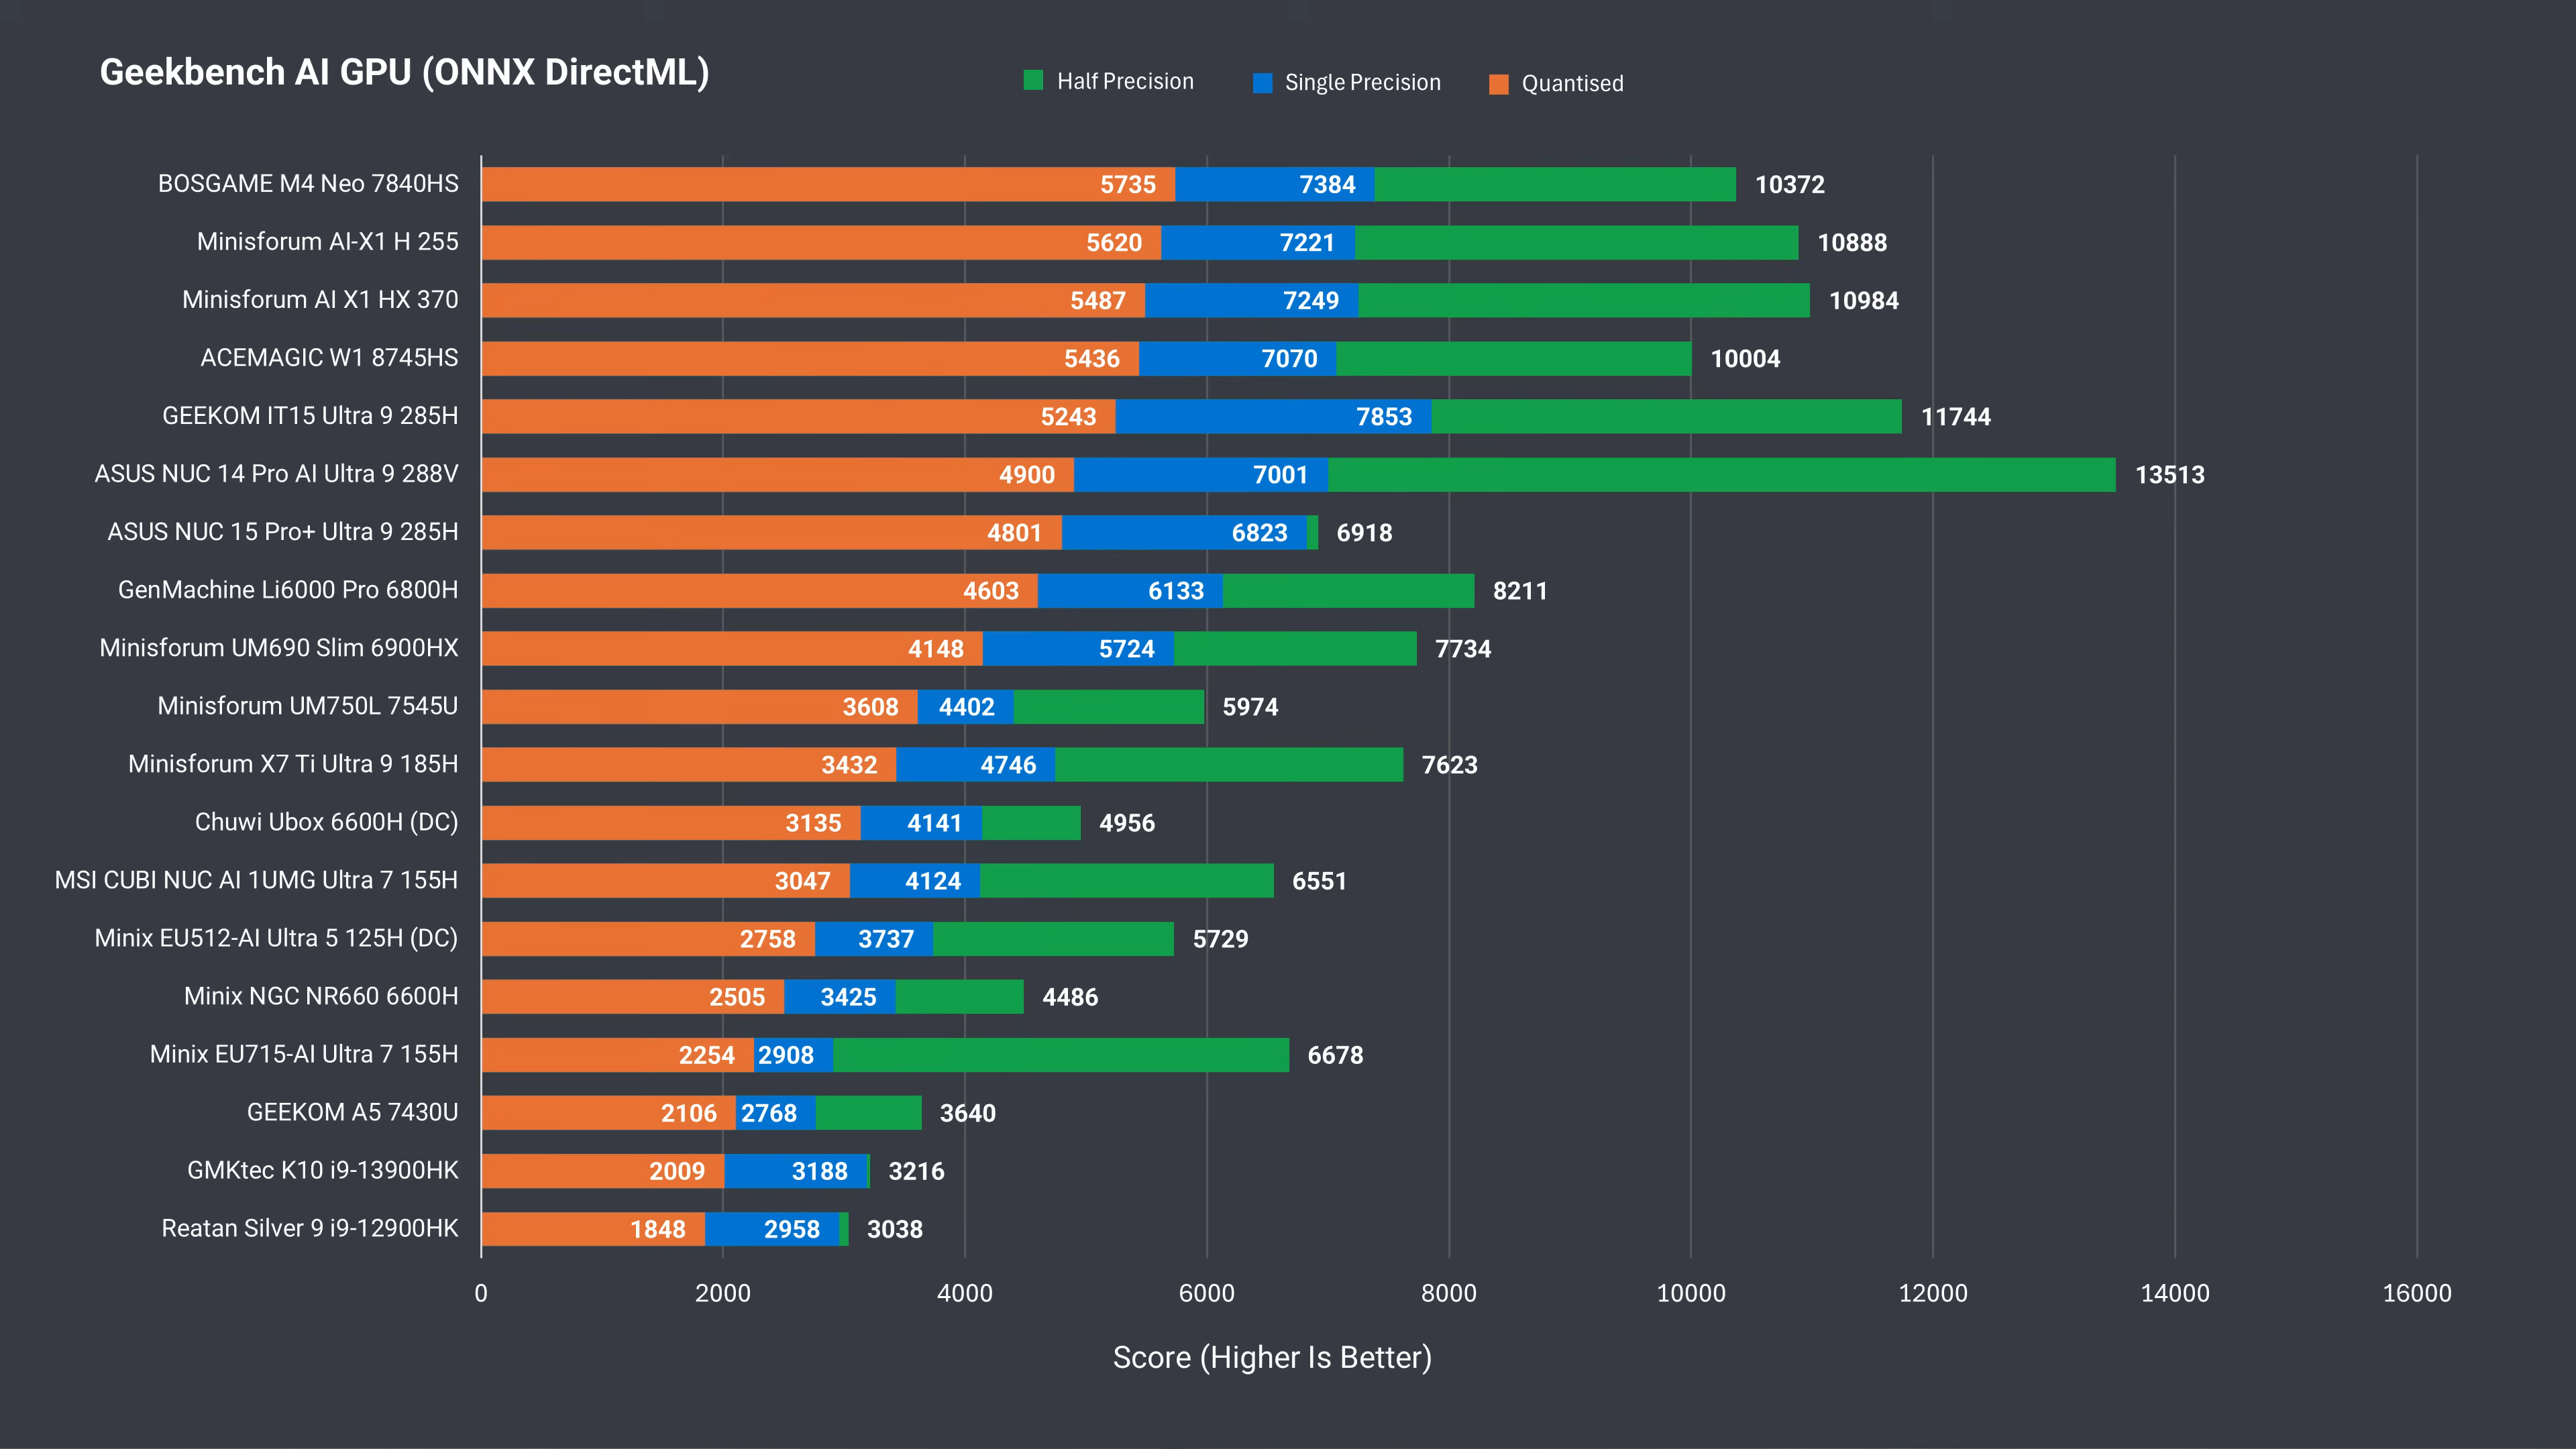 Geekbench AI GPU (ONNX DirectML)
Half Precision Single Precision Quantised
BOSGAME M4 Neo 7840HS 5735 7384 10372
Minisforum AI-X1 H 255 5620 7221 10888
Minisforum AI X1 HX 370 5487 7249 10984
ACEMAGIC W1 8745HS 5436 7070 10004
GEEKOM IT15 Ultra 9 285H 5243 7853 11744
ASUS NUC 14 Pro AI Ultra 9 288V 4900 7001 13513
ASUS NUC 15 Pro+ Ultra 9 285H 4801 6823 6918
GenMachine Li6000 Pro 6800H 4603 6133 8211
Minisforum UM690 Slim 6900HX 4148 5724 7734
Minisforum UM750L 7545U 3608 4402 5974
Minisforum X7 Ti Ultra 9 185H 3432 4746 7623
Chuwi Ubox 6600H (DC) 3135 4141 4956
MSI CUBI NUC AI 1UMG Ultra 7 155H 3047 4124 6551
Minix EU512-AI Ultra 5 125H (DC) 2758 3737 5729
Minix NGC NR660 6600H 2505 3425 4486
Minix EU715-AI Ultra 7 155H 2254 2908 6678
GEEKOM A5 7430U 2106 2768 3640
GMKtec K10 i9-13900HK 2009 3188 3216
Reatan Silver 9 i9-12900HK 1848 2958 3038
0 2000 4000 6000 8000 10000 12000 14000 16000
Score (Higher Is Better)